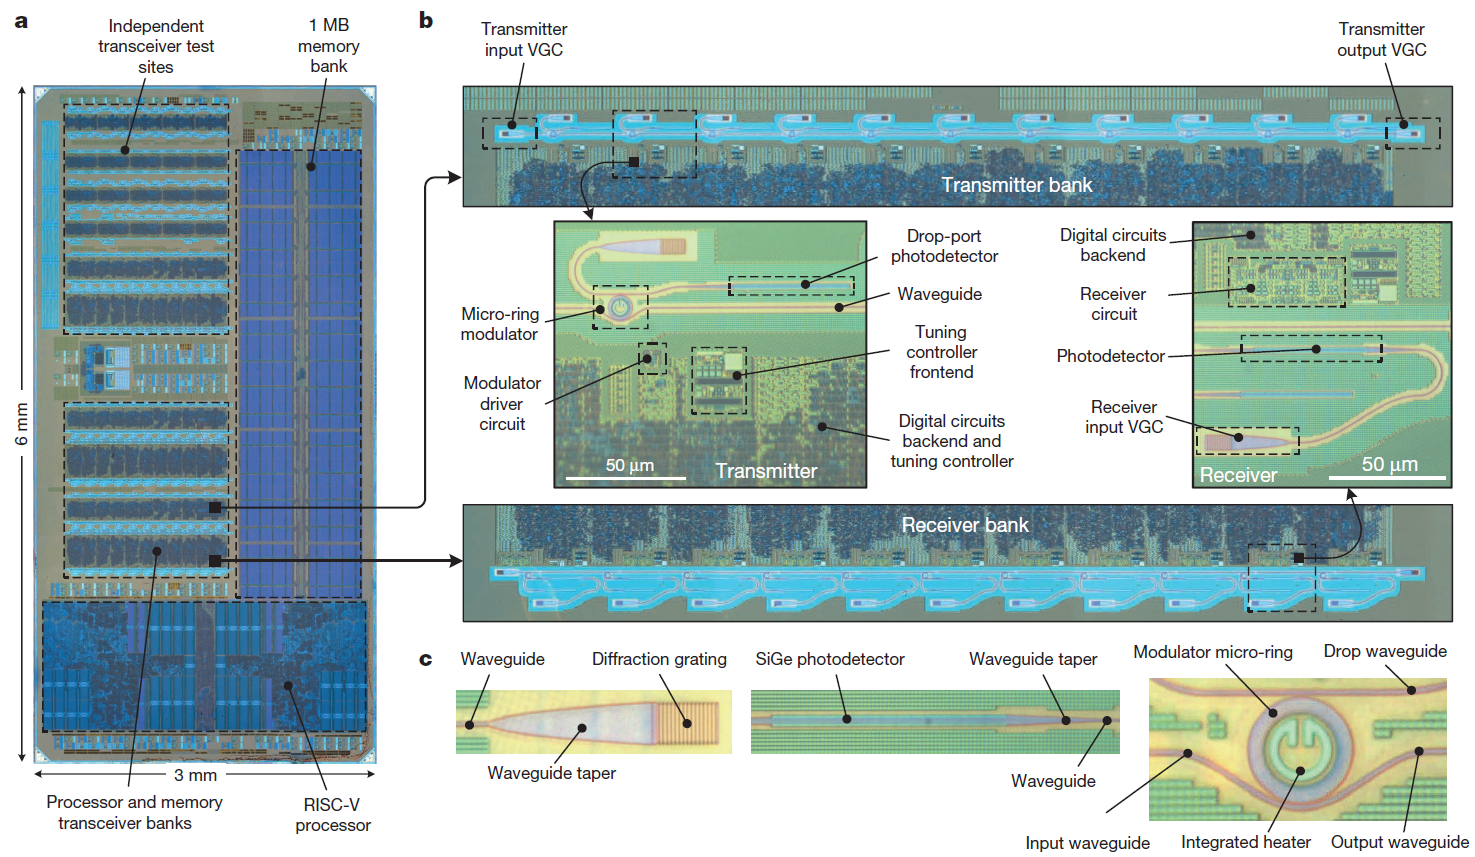 a
Independent
transceiver test
sites
1 MB
memory
bank
6 mm
3 mm
Processor and memory
transceiver banks
RISC-V
processor
b
Transmitter
input VGC
Transmitter
output VGC
Transmitter bank
Drop-port
photodetector
Waveguide
Micro-ring
modulator
Tuning
controller
frontend
Modulator
driver
circuit
Digital circuits
backend and
tuning controller
50 μm
Transmitter
Digital circuits
backend
Receiver
circuit
Photodetector
Receiver
input VGC
Receiver
50 μm
Receiver bank
c
Waveguide
Diffraction grating
Waveguide taper
SiGe photodetector
Waveguide taper
Waveguide
Modulator micro-ring
Drop waveguide
Input waveguide
Integrated heater
Output waveguide